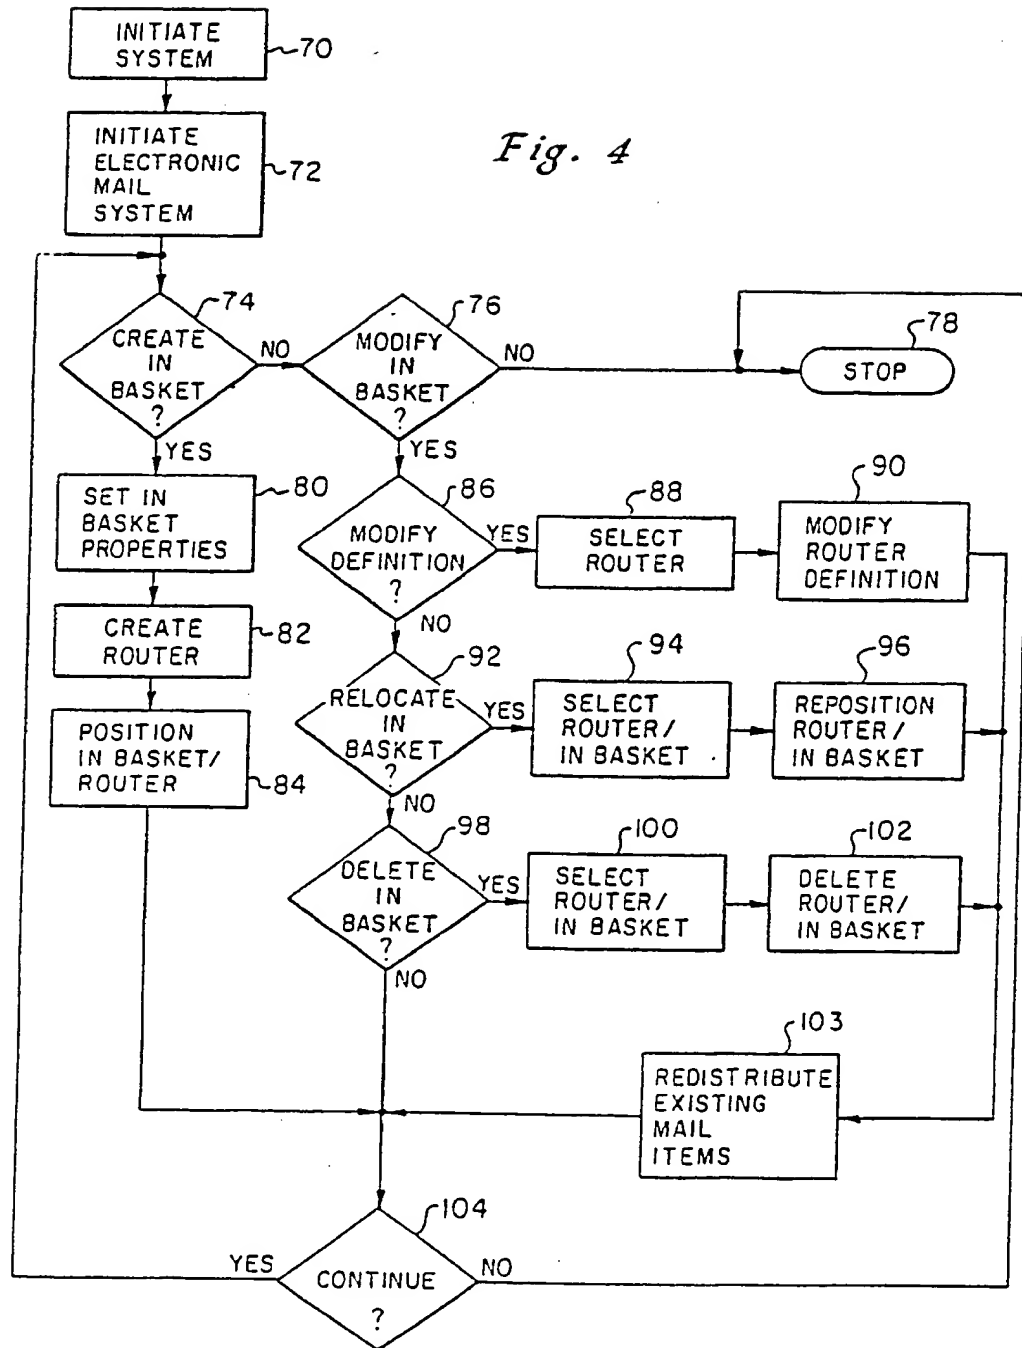 INITIATE
SYSTEM
70
INITIATE
ELECTRONIC
MAIL
SYSTEM
72
Fig. 4
74
CREATE
IN
BASKET
?
NO
YES
76
MODIFY
IN
BASKET
?
NO
YES
78
STOP
SET IN
BASKET
PROPERTIES
80
86
MODIFY
DEFINITION
?
YES
NO
88
SELECT
ROUTER
90
MODIFY
ROUTER
DEFINITION
CREATE
ROUTER
82
92
RELOCATE
IN
BASKET
?
YES
NO
94
SELECT
ROUTER/
IN BASKET
96
REPOSITION
ROUTER/
IN BASKET
POSITION
IN BASKET/
ROUTER
84
98
DELETE
IN
BASKET
?
YES
NO
100
SELECT
ROUTER/
IN BASKET
102
DELETE
ROUTER/
IN BASKET
103
REDISTRIBUTE
EXISTING
MAIL
ITEMS
104
YES
CONTINUE
?
NO